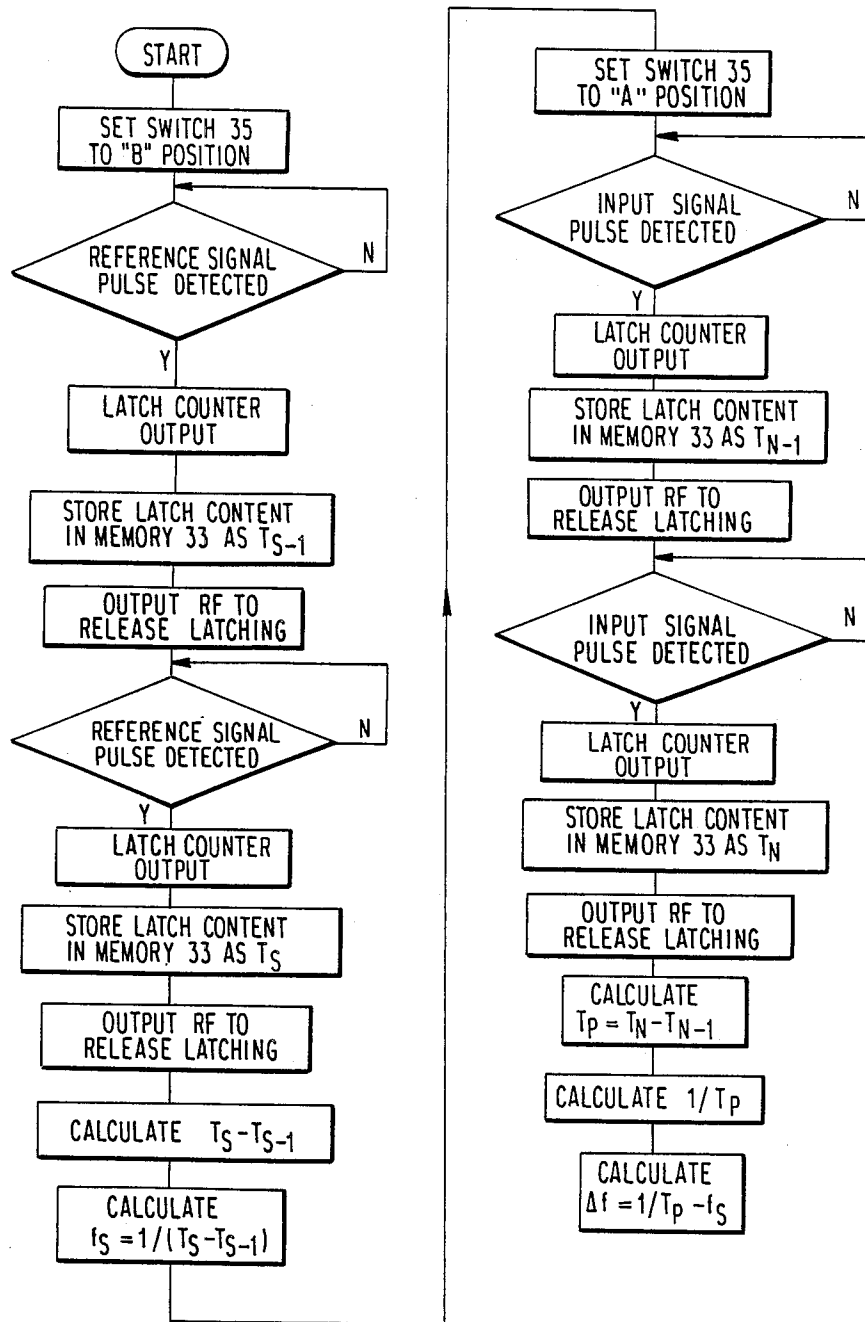 START
SET SWITCH 35
TO "B" POSITION
REFERENCE SIGNAL
PULSE DETECTED
N
Y
LATCH COUNTER
OUTPUT
STORE LATCH CONTENT
IN MEMORY 33 AS TS-1
OUTPUT RF TO
RELEASE LATCHING
REFERENCE SIGNAL
PULSE DETECTED
N
Y
LATCH COUNTER
OUTPUT
STORE LATCH CONTENT
IN MEMORY 33 AS TS
OUTPUT RF TO
RELEASE LATCHING
CALCULATE TS-TS-1
CALCULATE
fS=1/(TS-TS-1)
SET SWITCH 35
TO "A" POSITION
INPUT SIGNAL
PULSE DETECTED
N
Y
LATCH COUNTER
OUTPUT
STORE LATCH CONTENT
IN MEMORY 33 AS TN-1
OUTPUT RF TO
RELEASE LATCHING
INPUT SIGNAL
PULSE DETECTED
N
Y
LATCH COUNTER
OUTPUT
STORE LATCH CONTENT
IN MEMORY 33 AS TN
OUTPUT RF TO
RELEASE LATCHING
CALCULATE
TP=TN-TN-1
CALCULATE 1/TP
CALCULATE
Δf=1/TP-fS